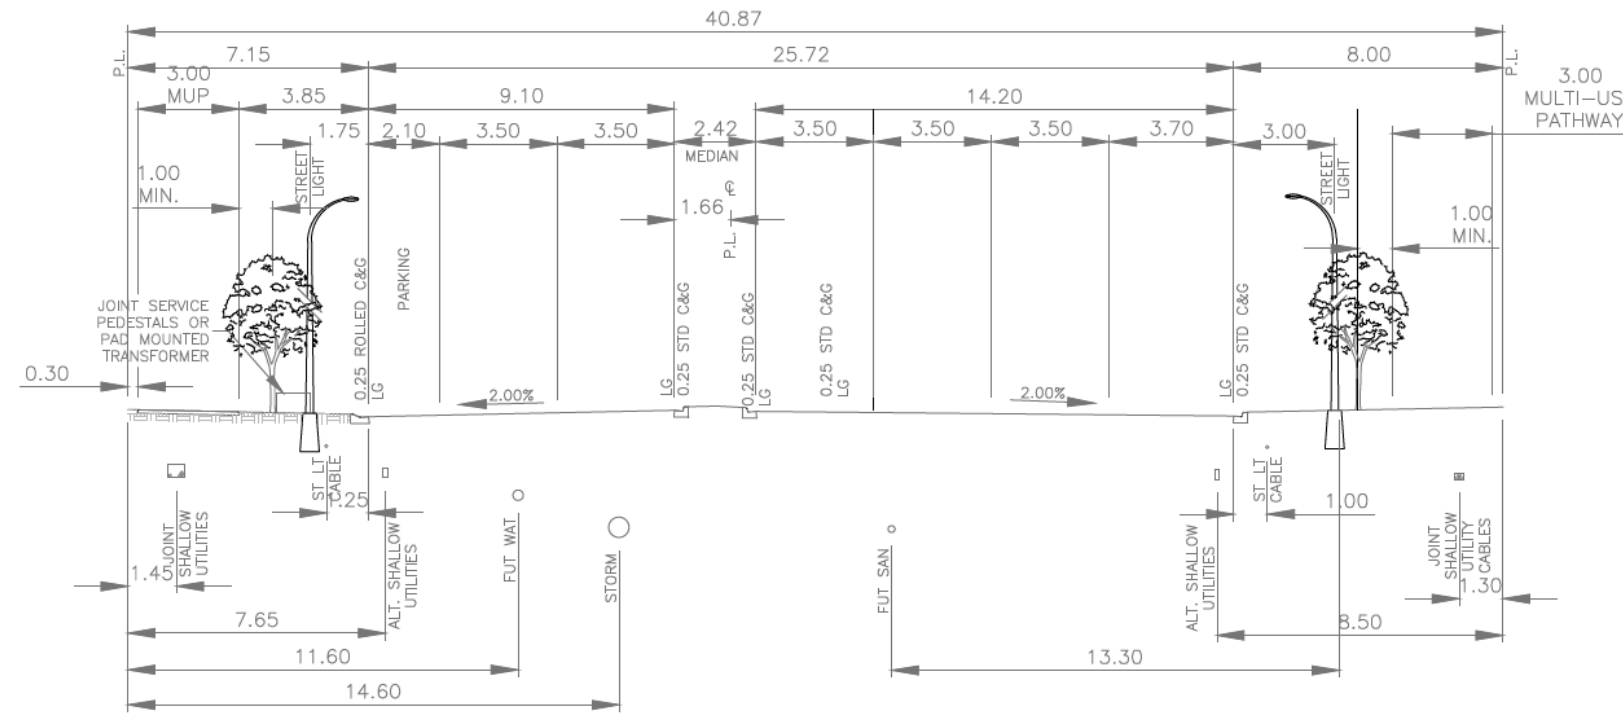 40.87
P.L.
7.15
25.72
8.00
P.L.
3.00
MUP
3.85
9.10
14.20
3.00
MULTI-US
PATHWAY
1.75
2.10
3.50
3.50
2.42
MEDIAN
3.50
3.50
3.50
3.70
3.00
1.00
MIN.
STREET
LIGHT
℄
1.66
P.L.
STREET
LIGHT
1.00
MIN.
JOINT SERVICE
PEDESTALS OR
PAD MOUNTED
TRANSFORMER
0.25 ROLLED C&G
LG
PARKING
LG
0.25 STD C&G
0.25 STD C&G
LG
0.25 STD C&G
LG
LG
0.25 STD C&G
0.30
2.00%
2.00%
ST LT
CABLE
1.25
JOINT
SHALLOW
UTILITIES
1.45
ALT. SHALLOW
UTILITIES
FUT WAT
STORM
FUT SAN
ALT. SHALLOW
UTILITIES
ST LT
CABLE
1.00
JOINT
SHALLOW
UTILITY
CABLES
1.30
7.65
8.50
11.60
13.30
14.60